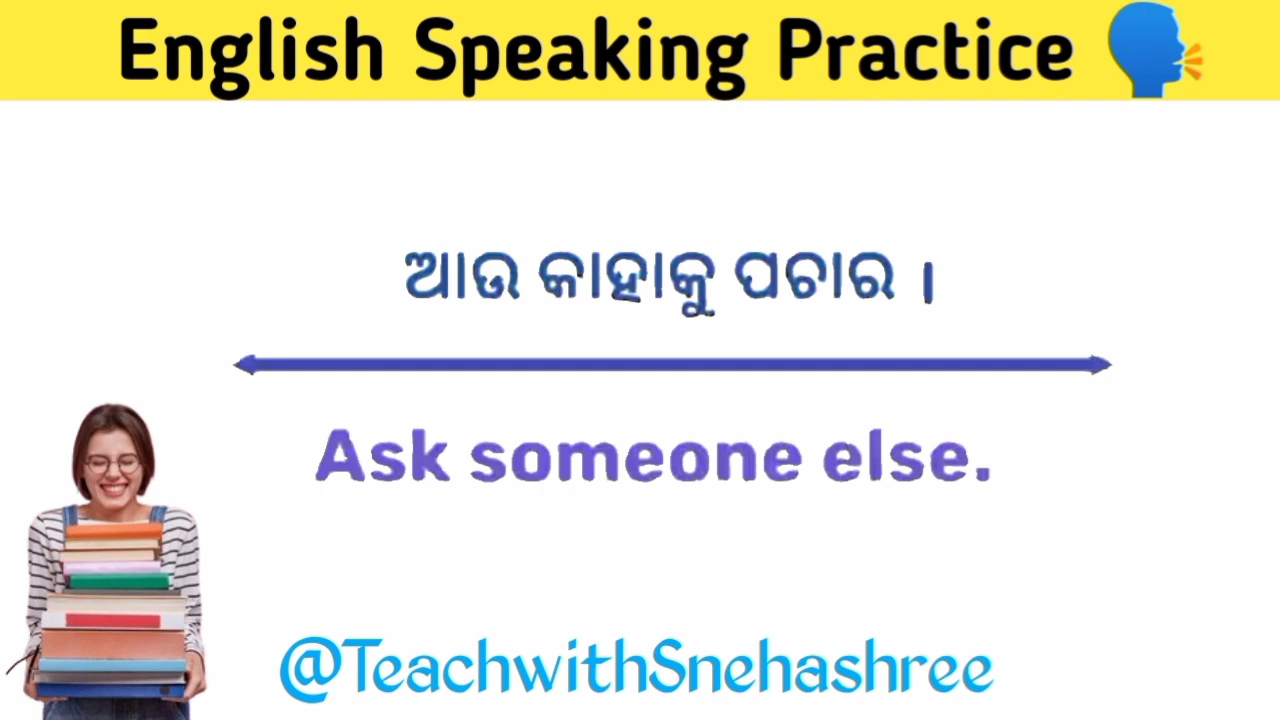 English Speaking Practice
ଆଉ କାହାକୁ ପଚାର ।
Ask someone else.
@TeachwithSnehashree